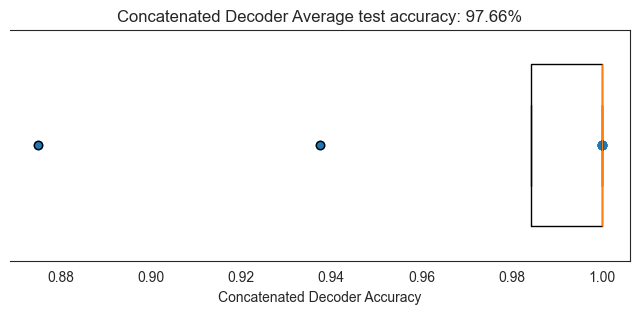 Concatenated Decoder Average test accuracy: 97.66%
0.88 0.90 0.92 0.94 0.96 0.98 1.00
Concatenated Decoder Accuracy